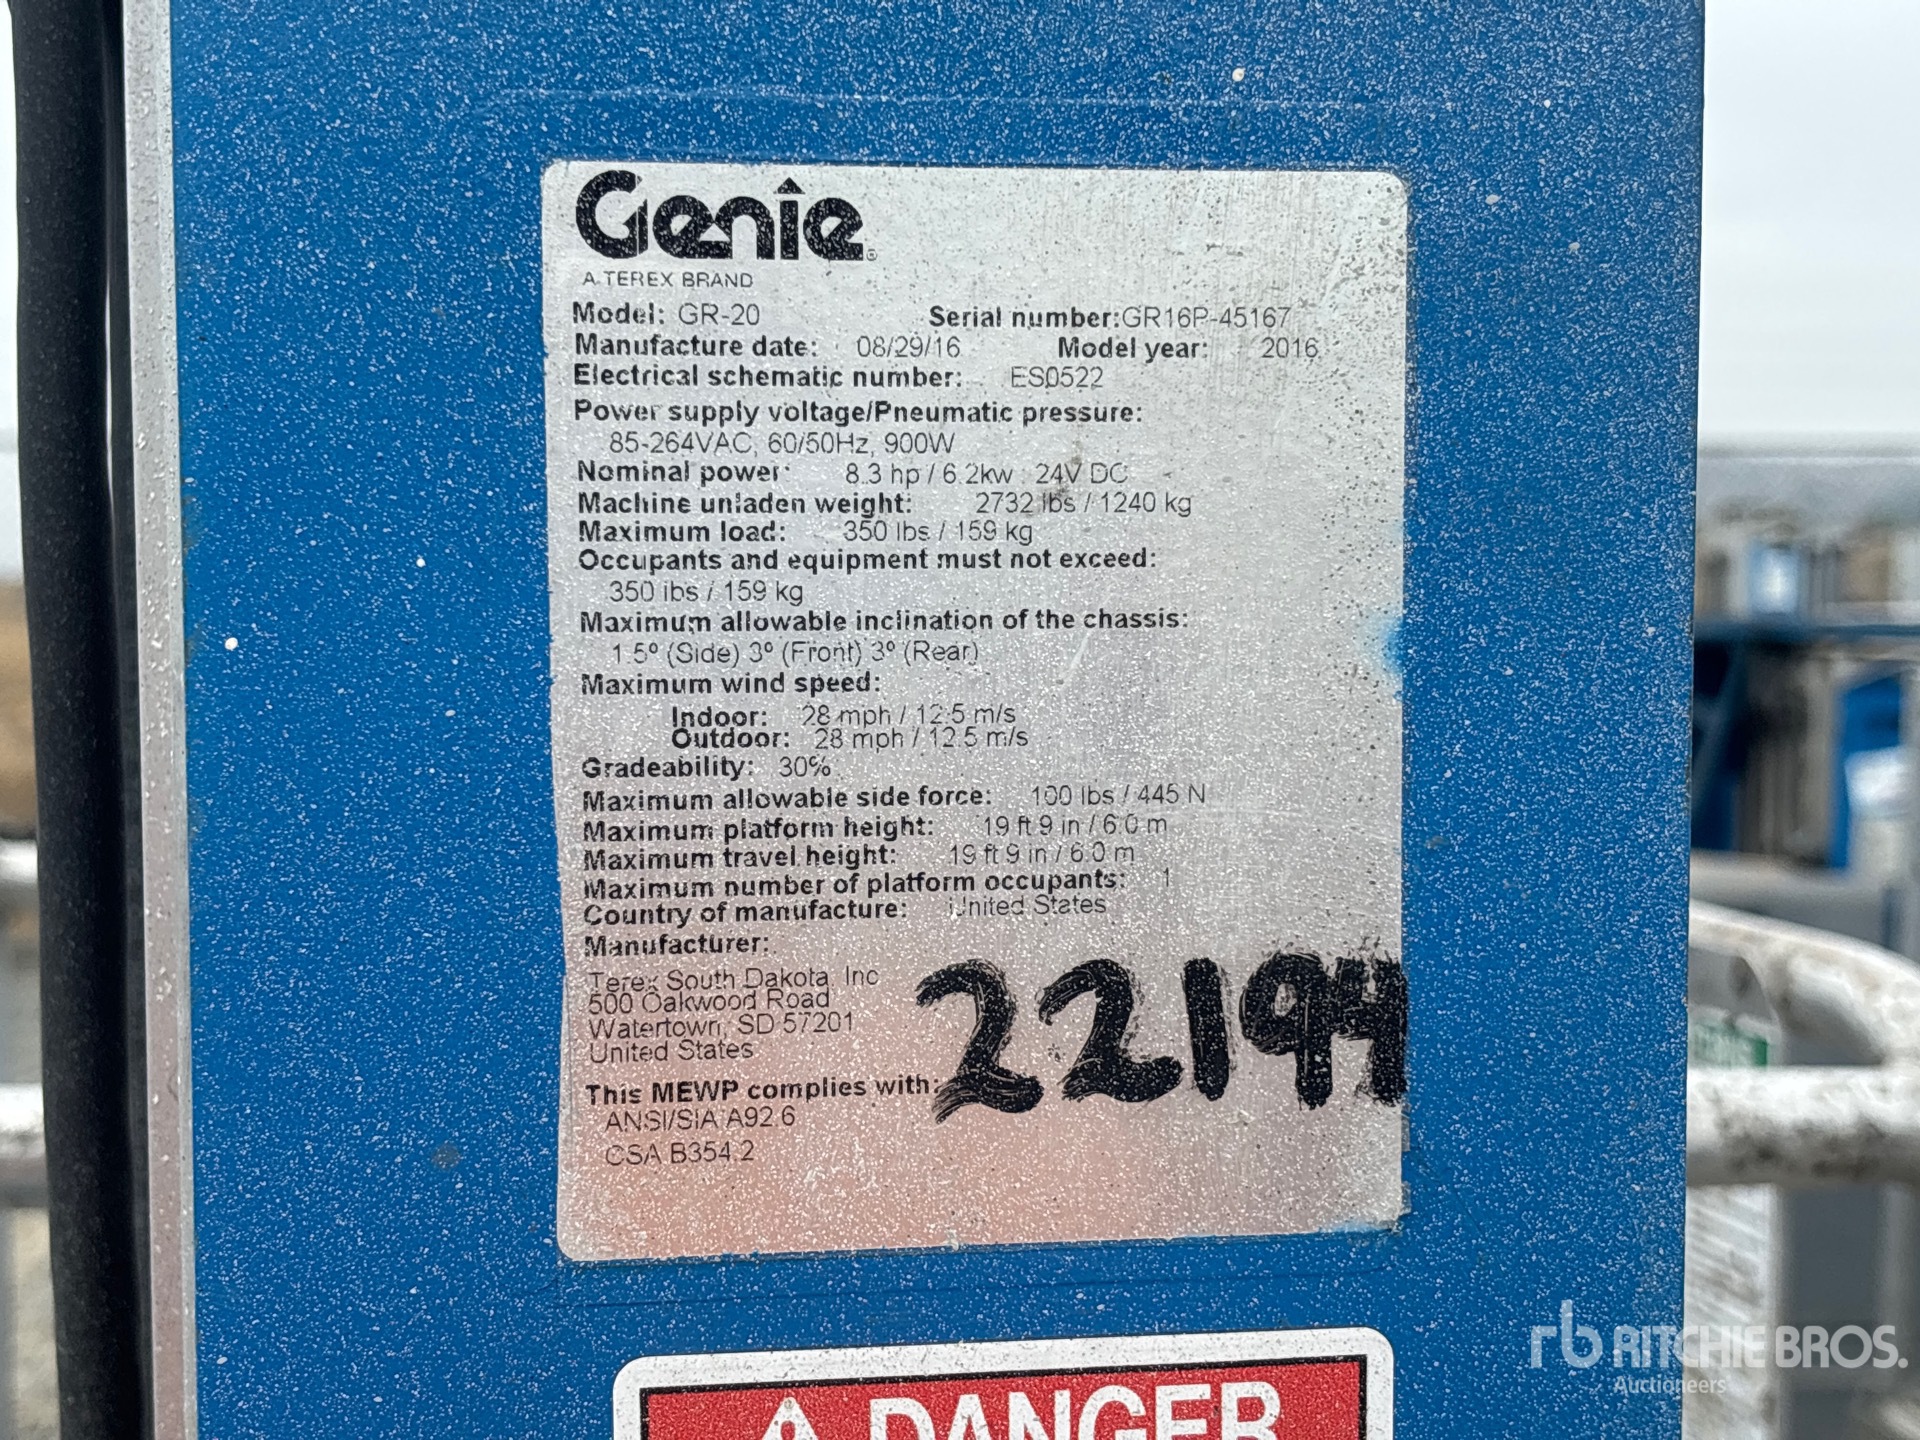 Genie®
A TEREX BRAND
Model: GR-20 Serial number:GR16P-45167
Manufacture date: 08/29/16 Model year: 2016
Electrical schematic number: ES0522
Power supply voltage/Pneumatic pressure:
85-264VAC, 60/50Hz, 900W
Nominal power: 8.3 hp / 6.2kw : 24V DC
Machine unladen weight: 2732 lbs / 1240 kg
Maximum load: 350 lbs / 159 kg
Occupants and equipment must not exceed:
350 lbs / 159 kg
Maximum allowable inclination of the chassis:
1.5º (Side) 3º (Front) 3º (Rear)
Maximum wind speed:
Indoor: 28 mph / 12.5 m/s
Outdoor: 28 mph / 12.5 m/s
Gradeability: 30%
Maximum allowable side force: 100 lbs / 445 N
Maximum platform height: 19 ft 9 in / 6.0 m
Maximum travel height: 19 ft 9 in / 6.0 m
Maximum number of platform occupants: 1
Country of manufacture: United States
Manufacturer:
Terex South Dakota, Inc
500 Oakwood Road
Watertown, SD 57201
United States
22194
This MEWP complies with:
ANSI/SIA A92.6
CSA B354.2
DANGER
rb RITCHIE BROS.
Auctioneers